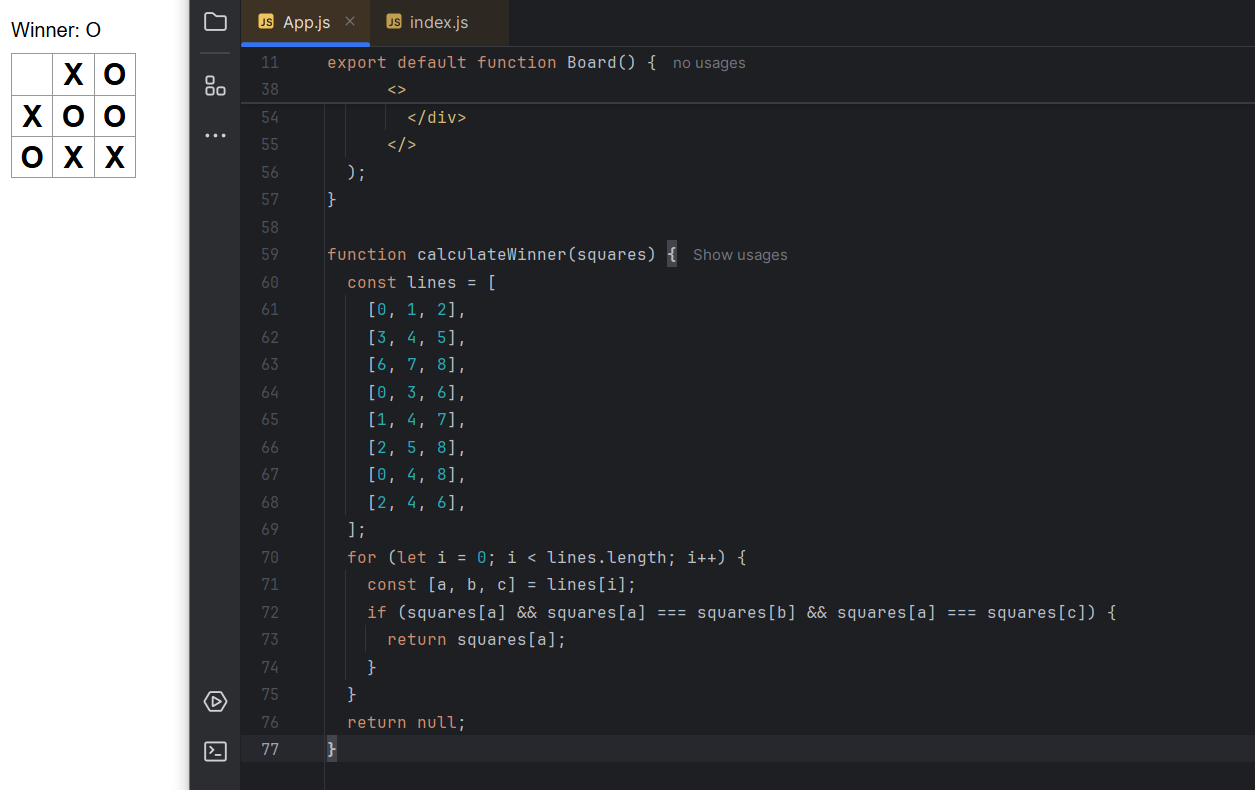 Winner: O
X O
X O O
O X X
JS App.js × JS index.js
11 export default function Board() { no usages
38 <>
54 </div>
55 </>
56 );
57 }
58
59 function calculateWinner(squares) { Show usages
60 const lines = [
61 [0, 1, 2],
62 [3, 4, 5],
63 [6, 7, 8],
64 [0, 3, 6],
65 [1, 4, 7],
66 [2, 5, 8],
67 [0, 4, 8],
68 [2, 4, 6],
69 ];
70 for (let i = 0; i < lines.length; i++) {
71 const [a, b, c] = lines[i];
72 if (squares[a] && squares[a] === squares[b] && squares[a] === squares[c]) {
73 return squares[a];
74 }
75 }
76 return null;
77 }